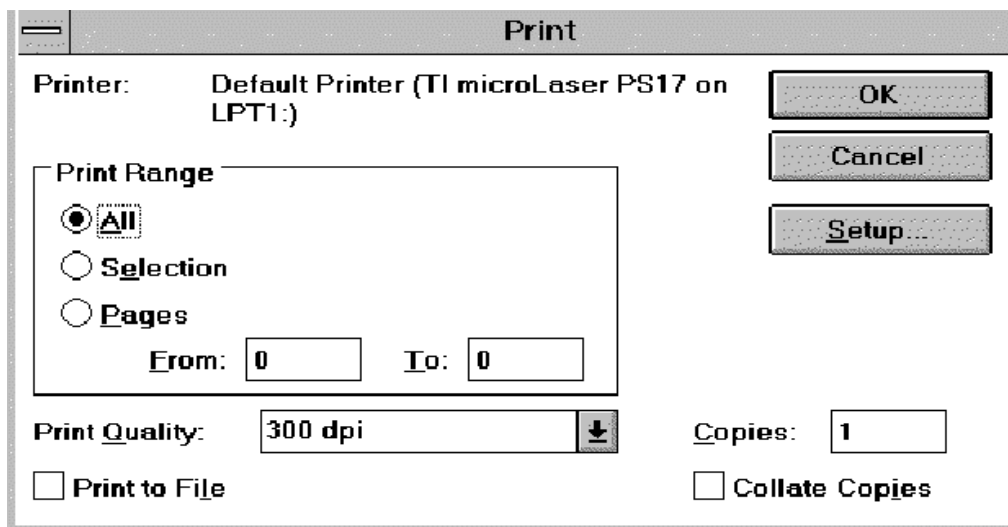 Print
Printer: Default Printer (TI microLaser PS17 on
LPT1:)
OK
Cancel
Setup...
Print Range
All
Selection
Pages
From: 0 To: 0
Print Quality: 300 dpi
Copies: 1
Print to File
Collate Copies